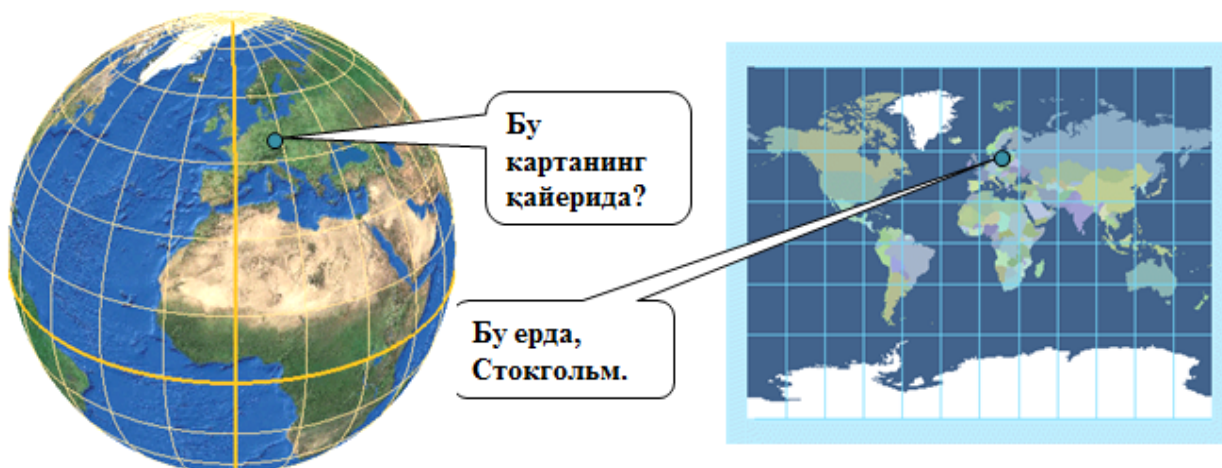 Бу
картанинг
қайерида?
Бу ерда,
Стокгольм.